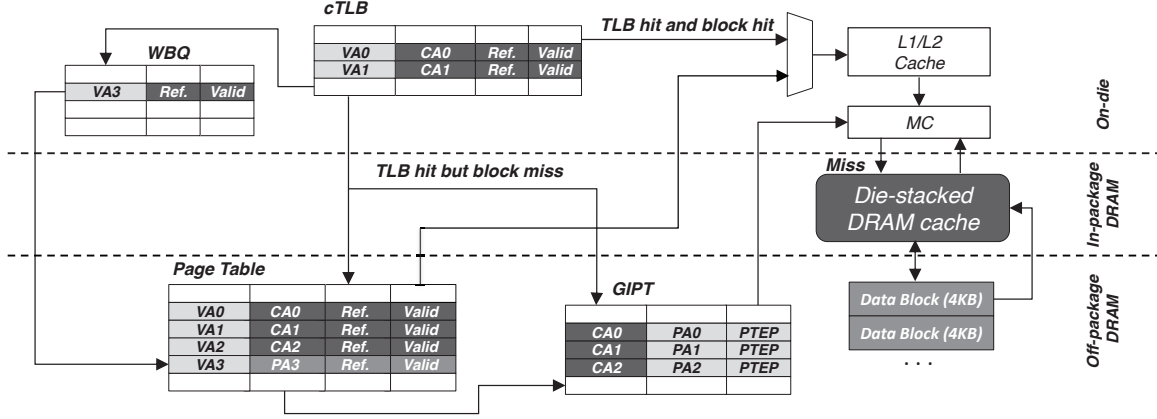 cTLB
VA0 CA0 Ref. Valid
VA1 CA1 Ref. Valid
WBQ
VA3 Ref. Valid
TLB hit and block hit
L1/L2
Cache
MC
On-die
TLB hit but block miss
Miss
Die-stacked
DRAM cache
In-package
DRAM
Page Table
VA0 CA0 Ref. Valid
VA1 CA1 Ref. Valid
VA2 CA2 Ref. Valid
VA3 PA3 Ref. Valid
GIPT
CA0 PA0 PTEP
CA1 PA1 PTEP
CA2 PA2 PTEP
Data Block (4KB)
Data Block (4KB)
. . .
Off-package
DRAM